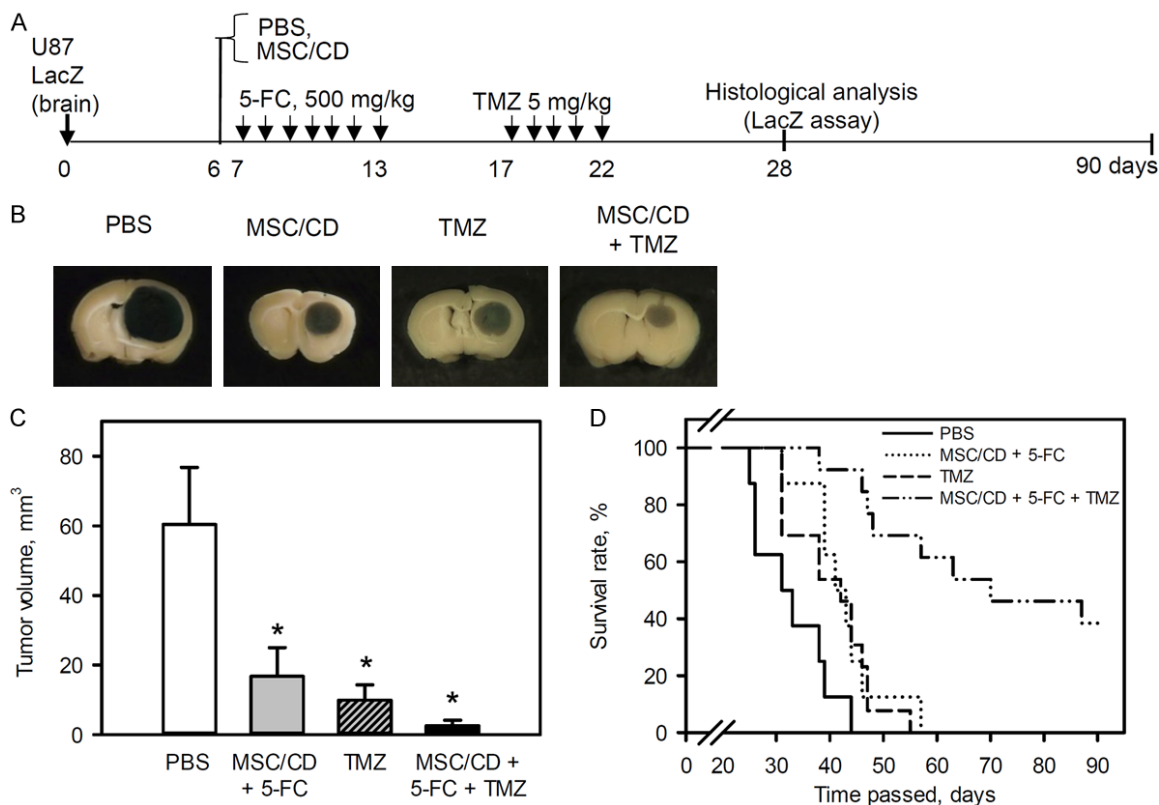 A
U87
LacZ
(brain)
PBS,
MSC/CD
5-FC, 500 mg/kg
TMZ 5 mg/kg
Histological analysis
(LacZ assay)
0
6
7
13
17
22
28
90 days
B
PBS
MSC/CD
TMZ
MSC/CD
+ TMZ
C
Tumor volume, mm³
80
60
40
20
0
*
*
*
PBS
MSC/CD
+ 5-FC
TMZ
MSC/CD +
5-FC + TMZ
D
Survival rate, %
100
80
60
40
20
0
PBS
MSC/CD + 5-FC
TMZ
MSC/CD + 5-FC + TMZ
0 20 30 40 50 60 70 80 90
Time passed, days